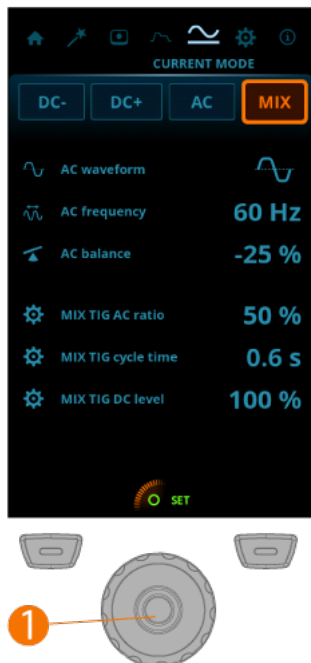 CURRENT MODE
DC- DC+ AC MIX
AC waveform
AC frequency 60 Hz
AC balance -25 %
MIX TIG AC ratio 50 %
MIX TIG cycle time 0.6 s
MIX TIG DC level 100 %
SET
1